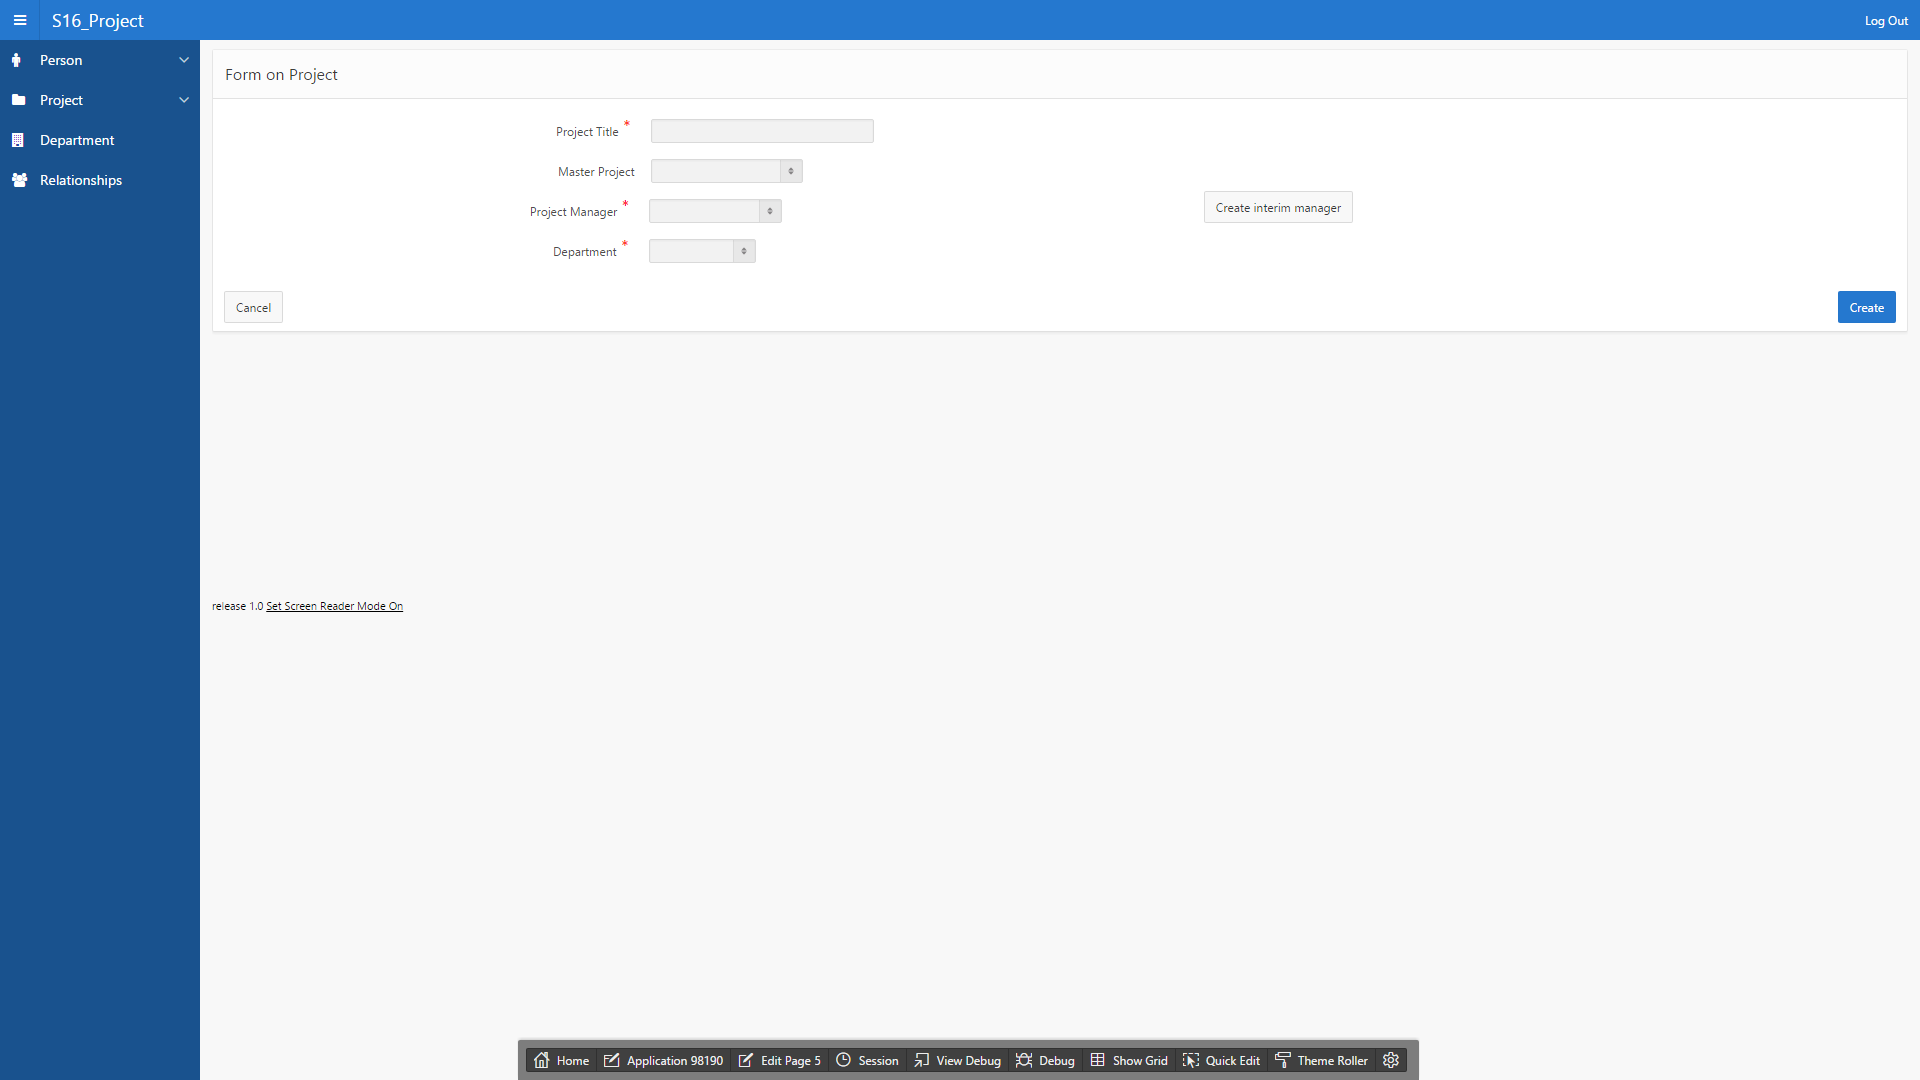 S16_Project
Log Out
Person
Project
Department
Relationships
Form on Project
Project Title *
Master Project
Project Manager *
Create interim manager
Department *
Cancel
Create
release 1.0 Set Screen Reader Mode On
Home Application 98190 Edit Page 5 Session View Debug Debug Show Grid Quick Edit Theme Roller